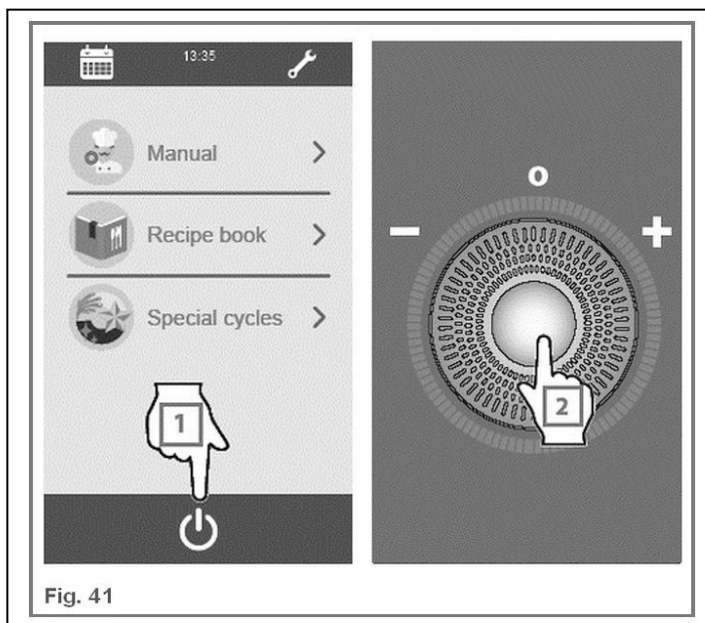 13:35
Manual
Recipe book
Special cycles
1
O
− +
2
Fig. 41